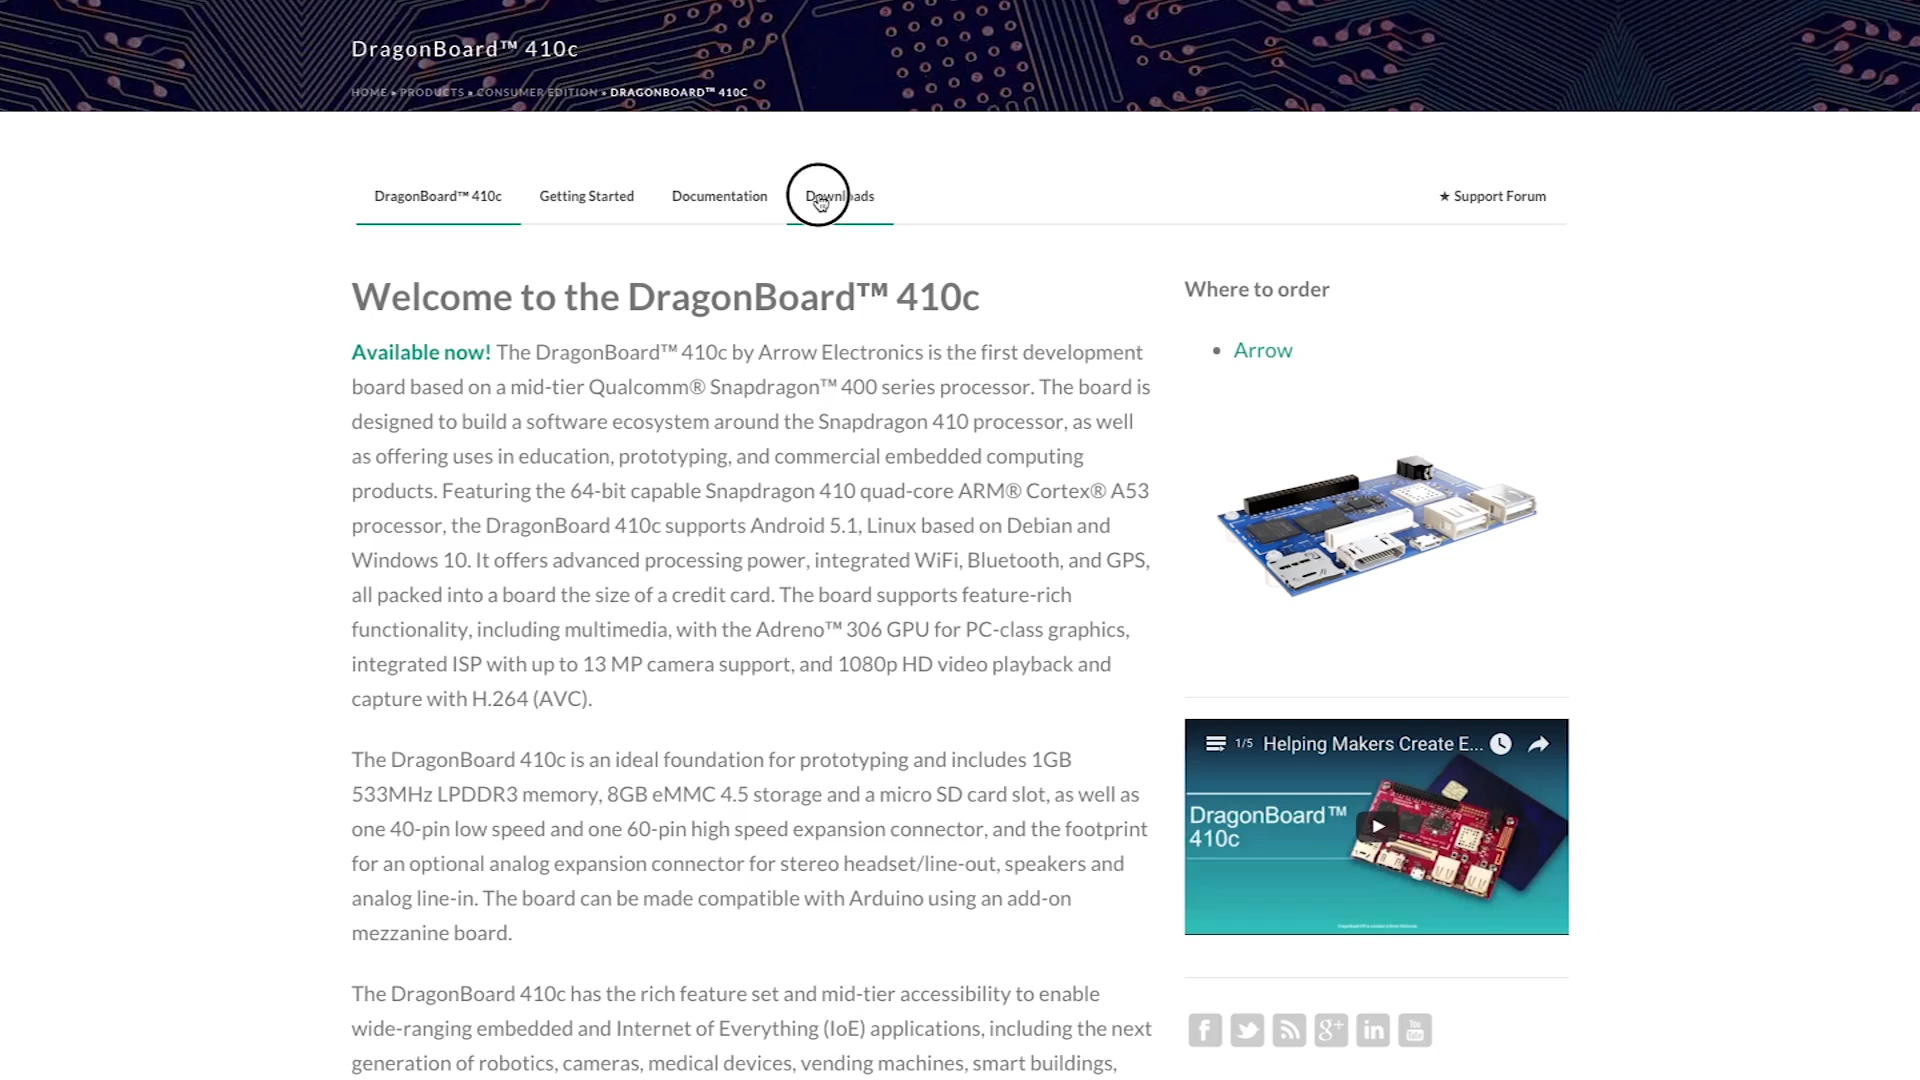 DragonBoard™ 410c
HOME » PRODUCTS » CONSUMER EDITION » DRAGONBOARD™ 410C
DragonBoard™ 410c Getting Started Documentation Downloads ★ Support Forum
Welcome to the DragonBoard™ 410c
Available now! The DragonBoard™ 410c by Arrow Electronics is the first development
board based on a mid-tier Qualcomm® Snapdragon™ 400 series processor. The board is
designed to build a software ecosystem around the Snapdragon 410 processor, as well
as offering uses in education, prototyping, and commercial embedded computing
products. Featuring the 64-bit capable Snapdragon 410 quad-core ARM® Cortex® A53
processor, the DragonBoard 410c supports Android 5.1, Linux based on Debian and
Windows 10. It offers advanced processing power, integrated WiFi, Bluetooth, and GPS,
all packed into a board the size of a credit card. The board supports feature-rich
functionality, including multimedia, with the Adreno™ 306 GPU for PC-class graphics,
integrated ISP with up to 13 MP camera support, and 1080p HD video playback and
capture with H.264 (AVC).
The DragonBoard 410c is an ideal foundation for prototyping and includes 1GB
533MHz LPDDR3 memory, 8GB eMMC 4.5 storage and a micro SD card slot, as well as
one 40-pin low speed and one 60-pin high speed expansion connector, and the footprint
for an optional analog expansion connector for stereo headset/line-out, speakers and
analog line-in. The board can be made compatible with Arduino using an add-on
mezzanine board.
The DragonBoard 410c has the rich feature set and mid-tier accessibility to enable
wide-ranging embedded and Internet of Everything (IoE) applications, including the next
generation of robotics, cameras, medical devices, vending machines, smart buildings,
Where to order
• Arrow
1/5 Helping Makers Create E...
DragonBoard™
410c
f g+ in You Tube